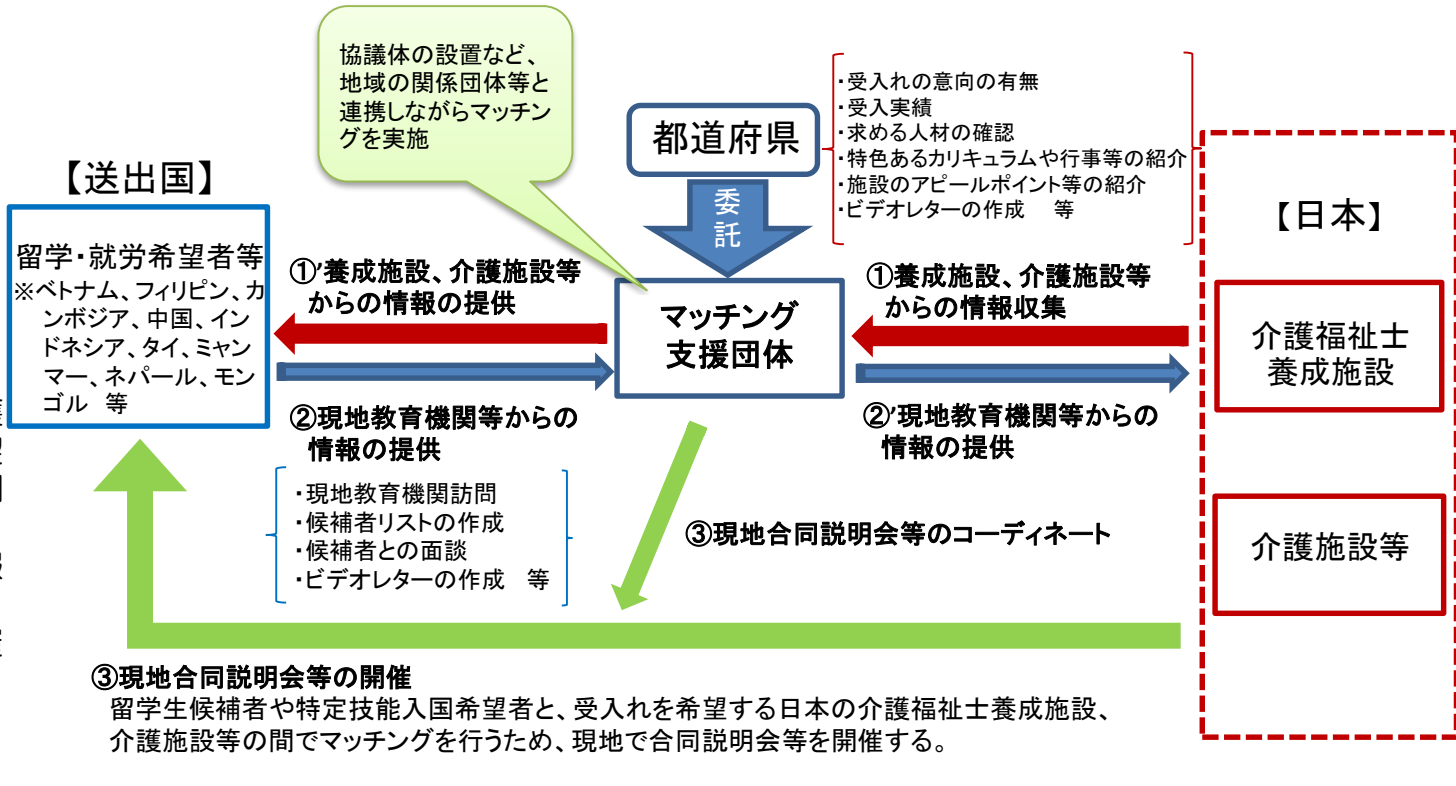 協議体の設置など、
地域の関係団体等と
連携しながらマッチン
グを実施
都道府県
・受入れの意向の有無
・受入実績
・求める人材の確認
・特色あるカリキュラムや行事等の紹介
・施設のアピールポイント等の紹介
・ビデオレターの作成　等
委
託
【送出国】
留学・就労希望者等
※ベトナム、フィリピン、カ
ンボジア、中国、イン
ドネシア、タイ、ミャン
マー、ネパール、モン
ゴル　等
①’養成施設、介護施設等
からの情報の提供
マッチング
支援団体
①養成施設、介護施設等
からの情報収集
【日本】
介護福祉士
養成施設
介護施設等
②現地教育機関等からの
情報の提供
・現地教育機関訪問
・候補者リストの作成
・候補者との面談
・ビデオレターの作成　等
②’現地教育機関等からの
情報の提供
③現地合同説明会等のコーディネート
③現地合同説明会等の開催
留学生候補者や特定技能入国希望者と、受入れを希望する日本の介護福祉士養成施設、
介護施設等の間でマッチングを行うため、現地で合同説明会等を開催する。